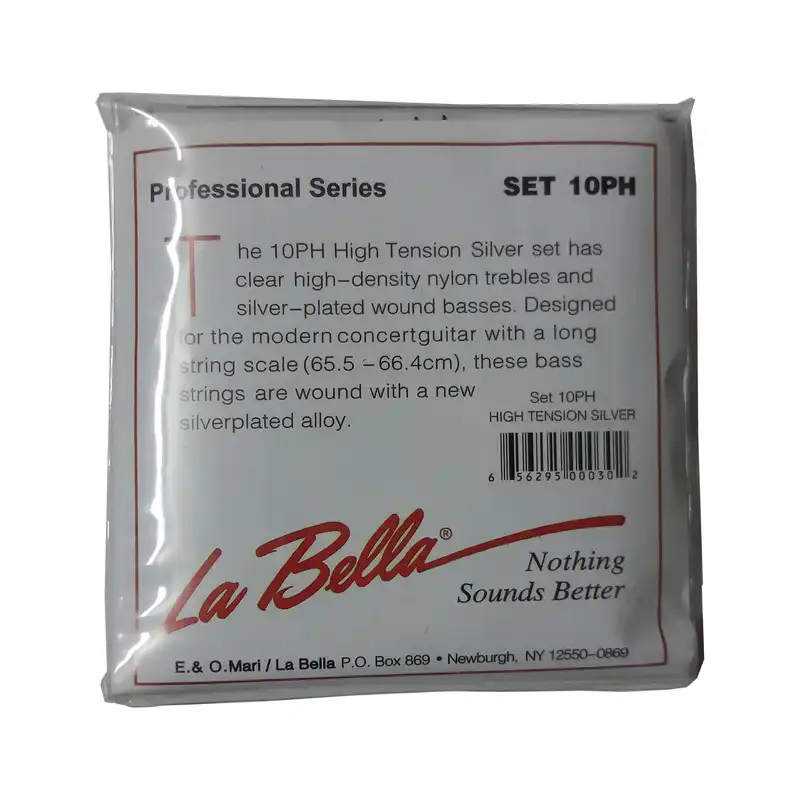 Professional Series
SET 10PH
The 10PH High Tension Silver set has
clear high-density nylon trebles and
silver-plated wound basses. Designed
for the modern concertguitar with a long
string scale (65.5 - 66.4cm), these bass
strings are wound with a new
silverplated alloy.
Set 10PH
HIGH TENSION SILVER
6 56295 00030 2
La Bella®
Nothing
Sounds Better
E.& O.Mari / La Bella P.O. Box 869 • Newburgh, NY 12550-0869